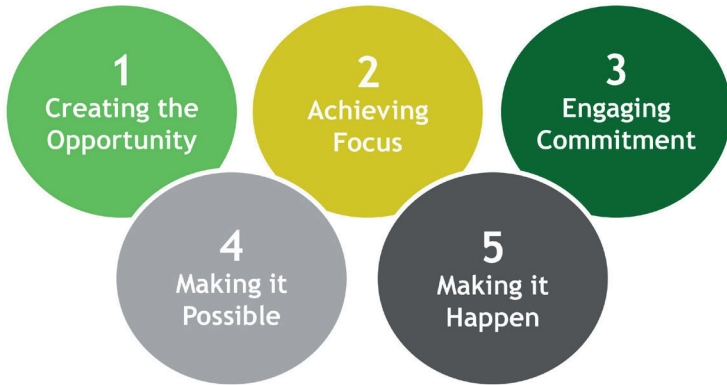 1
Creating the
Opportunity
2
Achieving
Focus
3
Engaging
Commitment
4
Making it
Possible
5
Making it
Happen